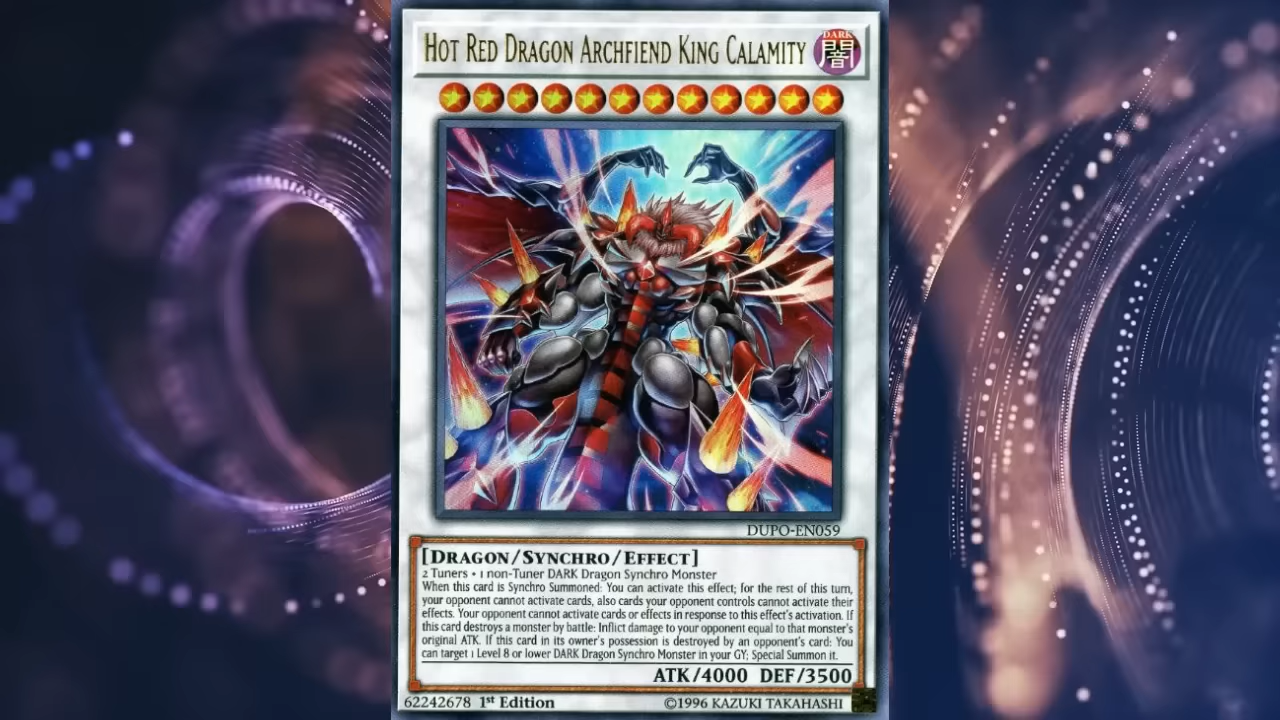 HOT RED DRAGON ARCHFIEND KING CALAMITY
DARK
闇
DUPO-EN059
[DRAGON/SYNCHRO/EFFECT]
2 Tuners + 1 non-Tuner DARK Dragon Synchro Monster
When this card is Synchro Summoned: You can activate this effect; for the rest of this turn,
your opponent cannot activate cards, also cards your opponent controls cannot activate their
effects. Your opponent cannot activate cards or effects in response to this effect's activation. If
this card destroys a monster by battle: Inflict damage to your opponent equal to that monster's
original ATK. If this card in its owner's possession is destroyed by an opponent's card: You
can target 1 Level 8 or lower DARK Dragon Synchro Monster in your GY; Special Summon it.
ATK/4000 DEF/3500
62242678 1st Edition ©1996 KAZUKI TAKAHASHI